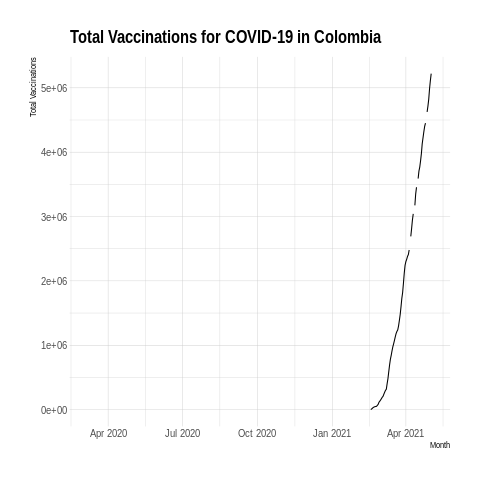 Total Vaccinations for COVID-19 in Colombia
Total Vaccinations
5e+06
4e+06
3e+06
2e+06
1e+06
0e+00
Apr 2020 Jul 2020 Oct 2020 Jan 2021 Apr 2021
Month